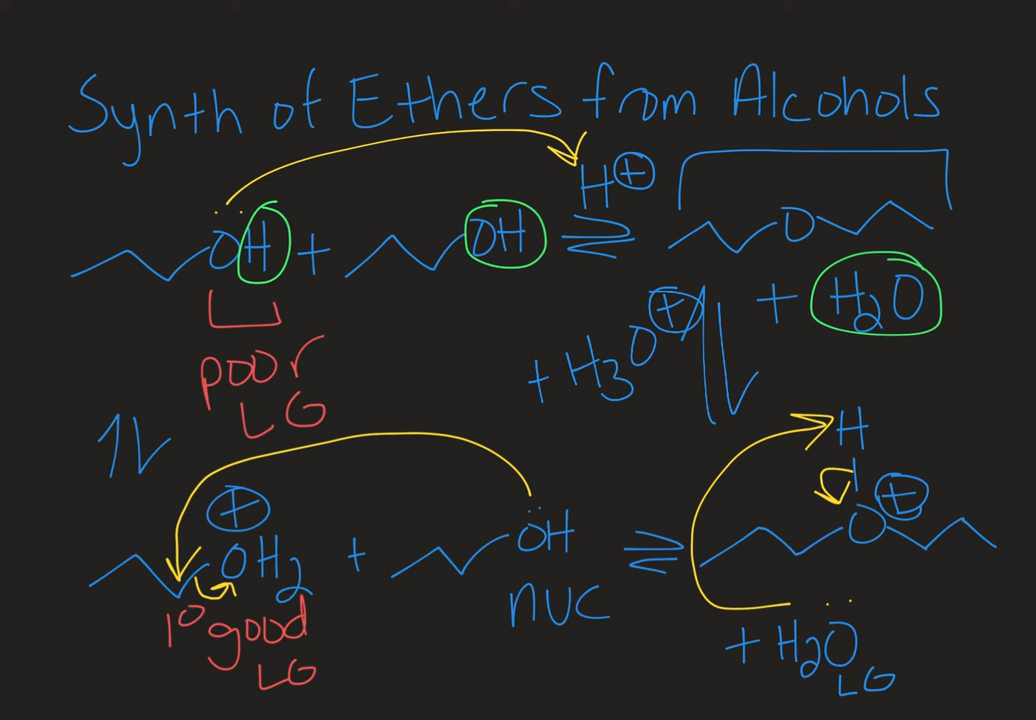 Synth of Ethers from Alcohols
H⊕
OH + OH ⇌ O
+ H₂O
poor
LG
+ H₃O⊕
H
⊕
OH₂ + OH ⇌ O⊕
1° good
LG
nuc
+ H₂O
LG